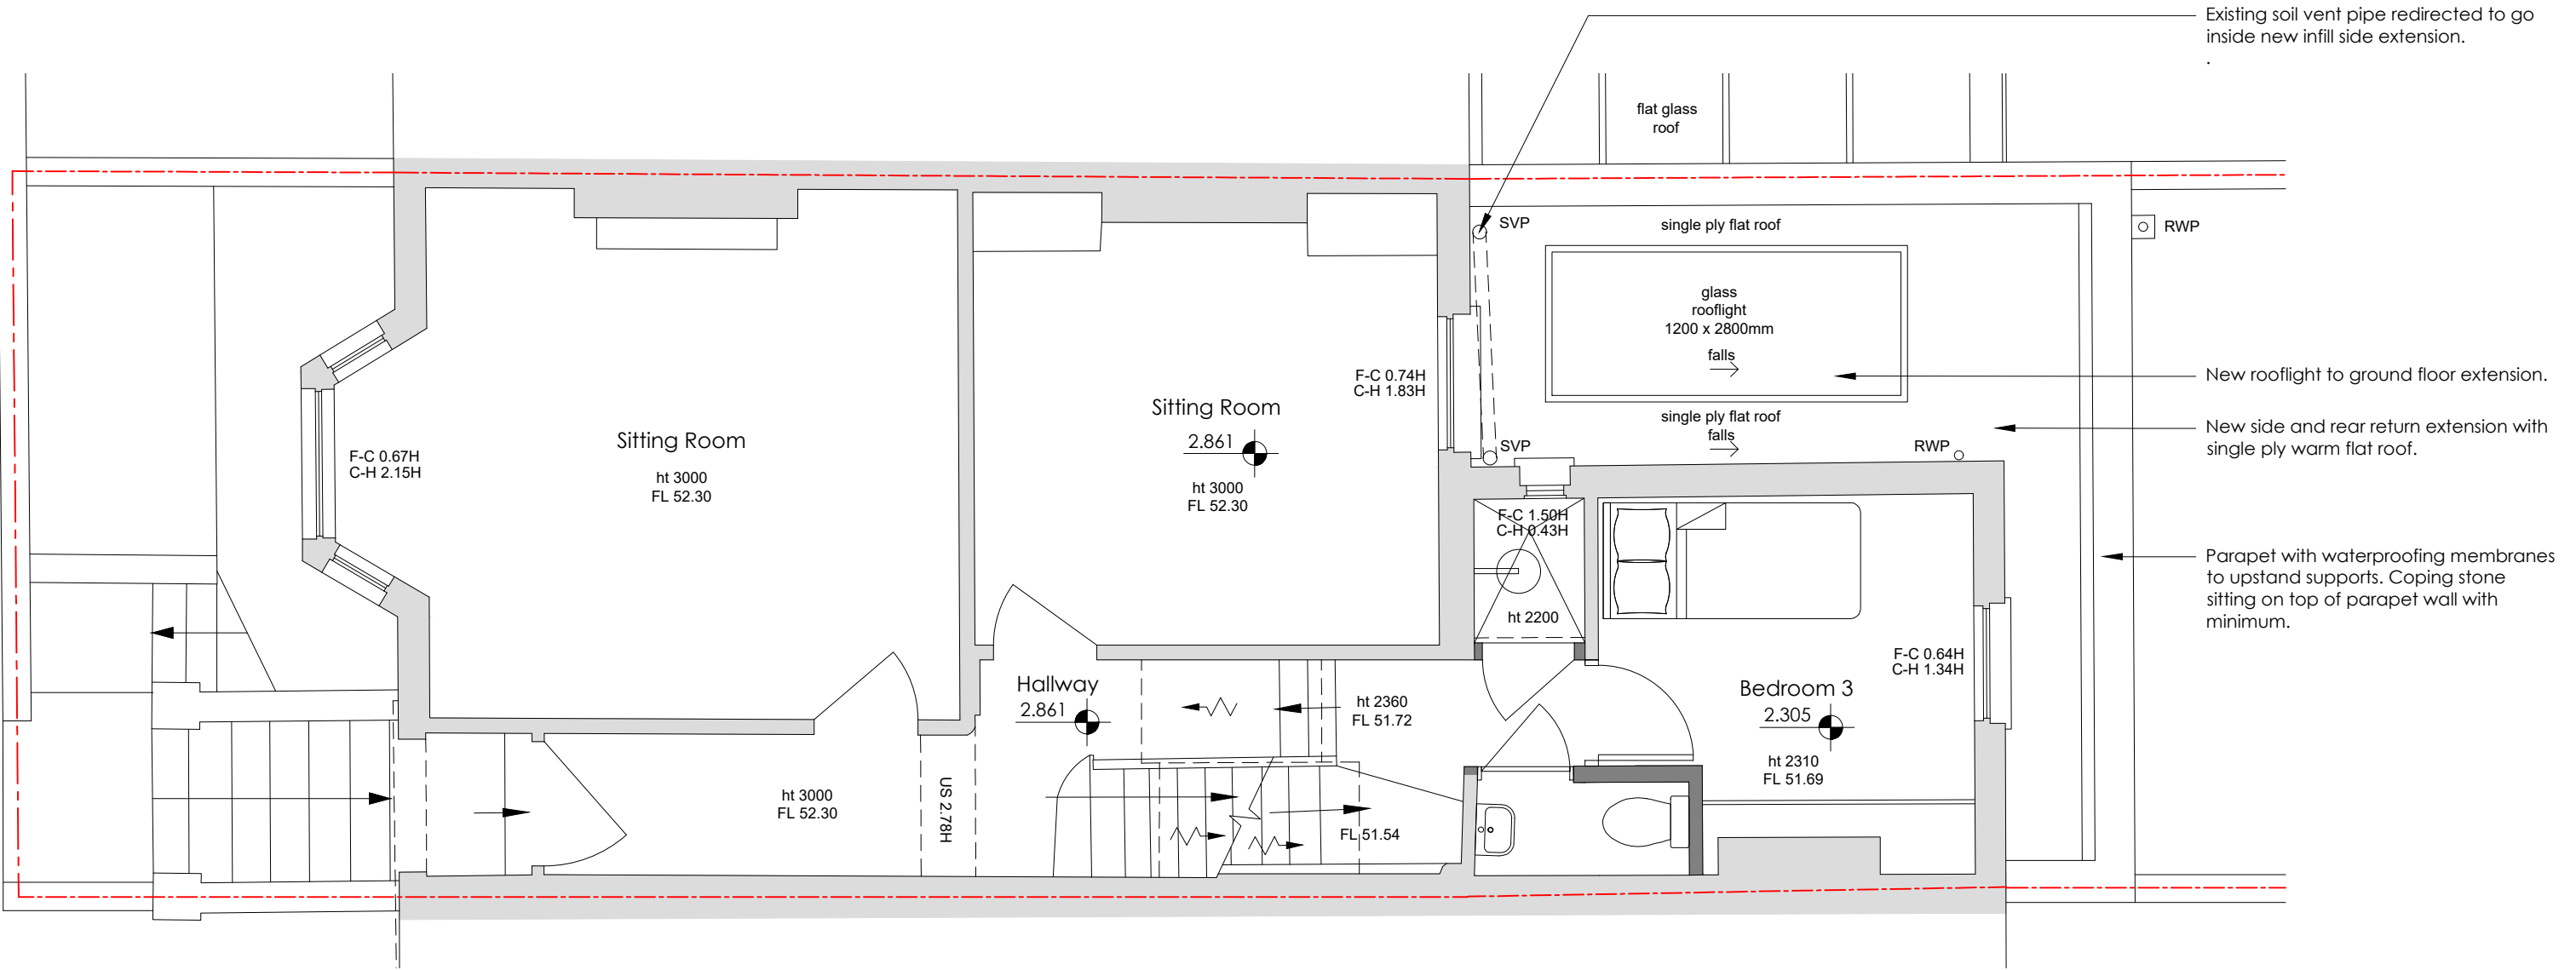 Existing soil vent pipe redirected to go
inside new infill side extension.
.
flat glass
roof
SVP
single ply flat roof
RWP
glass
rooflight
1200 x 2800mm
falls
F-C 0.74H
C-H 1.83H
New rooflight to ground floor extension.
Sitting Room
2.861
ht 3000
FL 52.30
single ply flat roof
falls
SVP
RWP
New side and rear return extension with
single ply warm flat roof.
Sitting Room
ht 3000
FL 52.30
F-C 0.67H
C-H 2.15H
F-C 1.50H
C-H 0.43H
ht 2200
Parapet with waterproofing membranes
to upstand supports. Coping stone
sitting on top of parapet wall with
minimum.
F-C 0.64H
C-H 1.34H
Hallway
2.861
ht 2360
FL 51.72
Bedroom 3
2.305
ht 2310
FL 51.69
ht 3000
FL 52.30
US 2.78H
FL 51.54